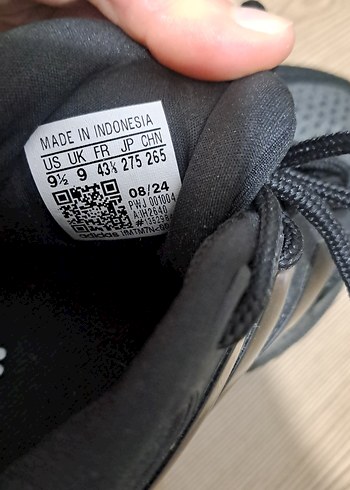 MADE IN INDONESIA
US UK FR JP CHN
9½ 9 43⅓ 275 265
08/24
PWJ 001004
adidas